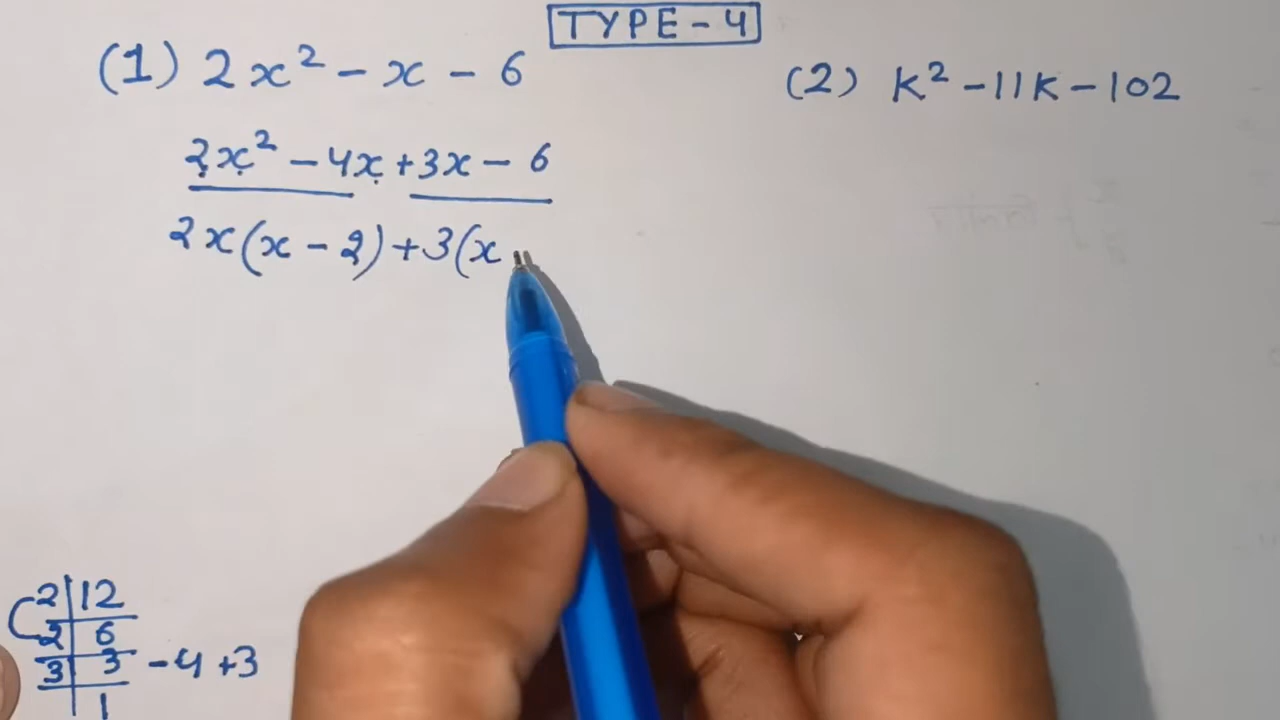 TYPE - 4
(1) 2x² - x - 6
(2) K² - 11K - 102
2x² - 4x + 3x - 6
2x(x - 2) + 3(x
2 | 12
2 | 6
3 | 3 - 4 + 3
1